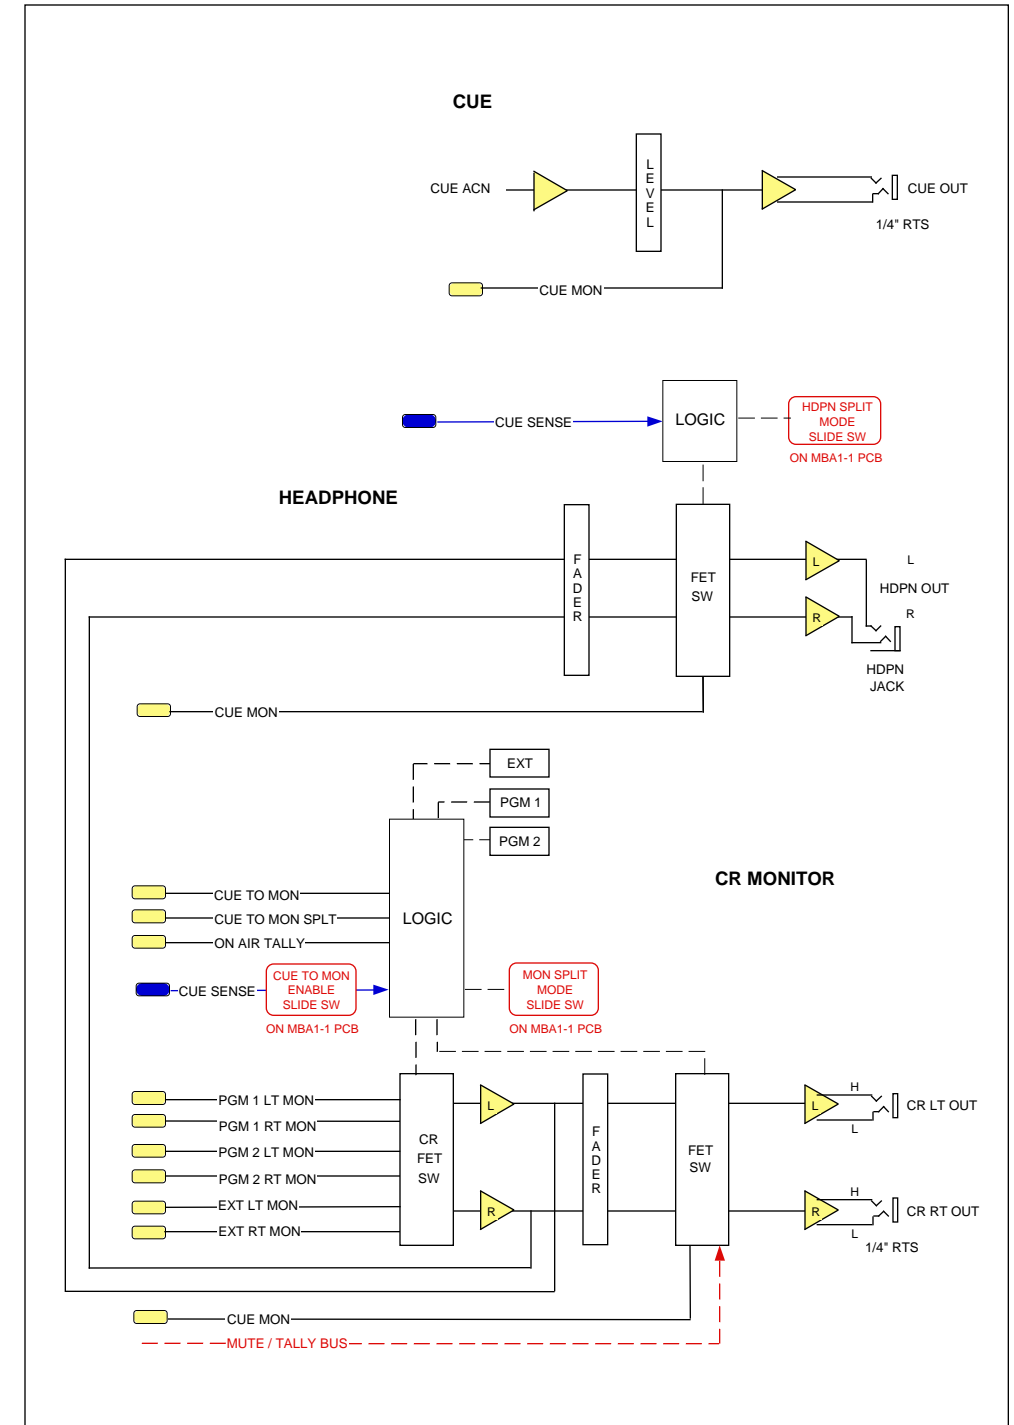 CUE
CUE ACN
LEVEL
CUE OUT
1/4" RTS
CUE MON
CUE SENSE
LOGIC
HDPN SPLIT
MODE
SLIDE SW
ON MBA1-1 PCB
HEADPHONE
FADER
FET
SW
L
R
L
HDPN OUT
R
HDPN
JACK
CUE MON
EXT
PGM 1
PGM 2
CR MONITOR
CUE TO MON
CUE TO MON SPLT
ON AIR TALLY
LOGIC
CUE SENSE
CUE TO MON
ENABLE
SLIDE SW
ON MBA1-1 PCB
MON SPLIT
MODE
SLIDE SW
ON MBA1-1 PCB
PGM 1 LT MON
PGM 1 RT MON
PGM 2 LT MON
PGM 2 RT MON
EXT LT MON
EXT RT MON
CR
FET
SW
L
R
FADER
FET
SW
L
H
L
CR LT OUT
R
H
L
CR RT OUT
1/4" RTS
CUE MON
MUTE / TALLY BUS